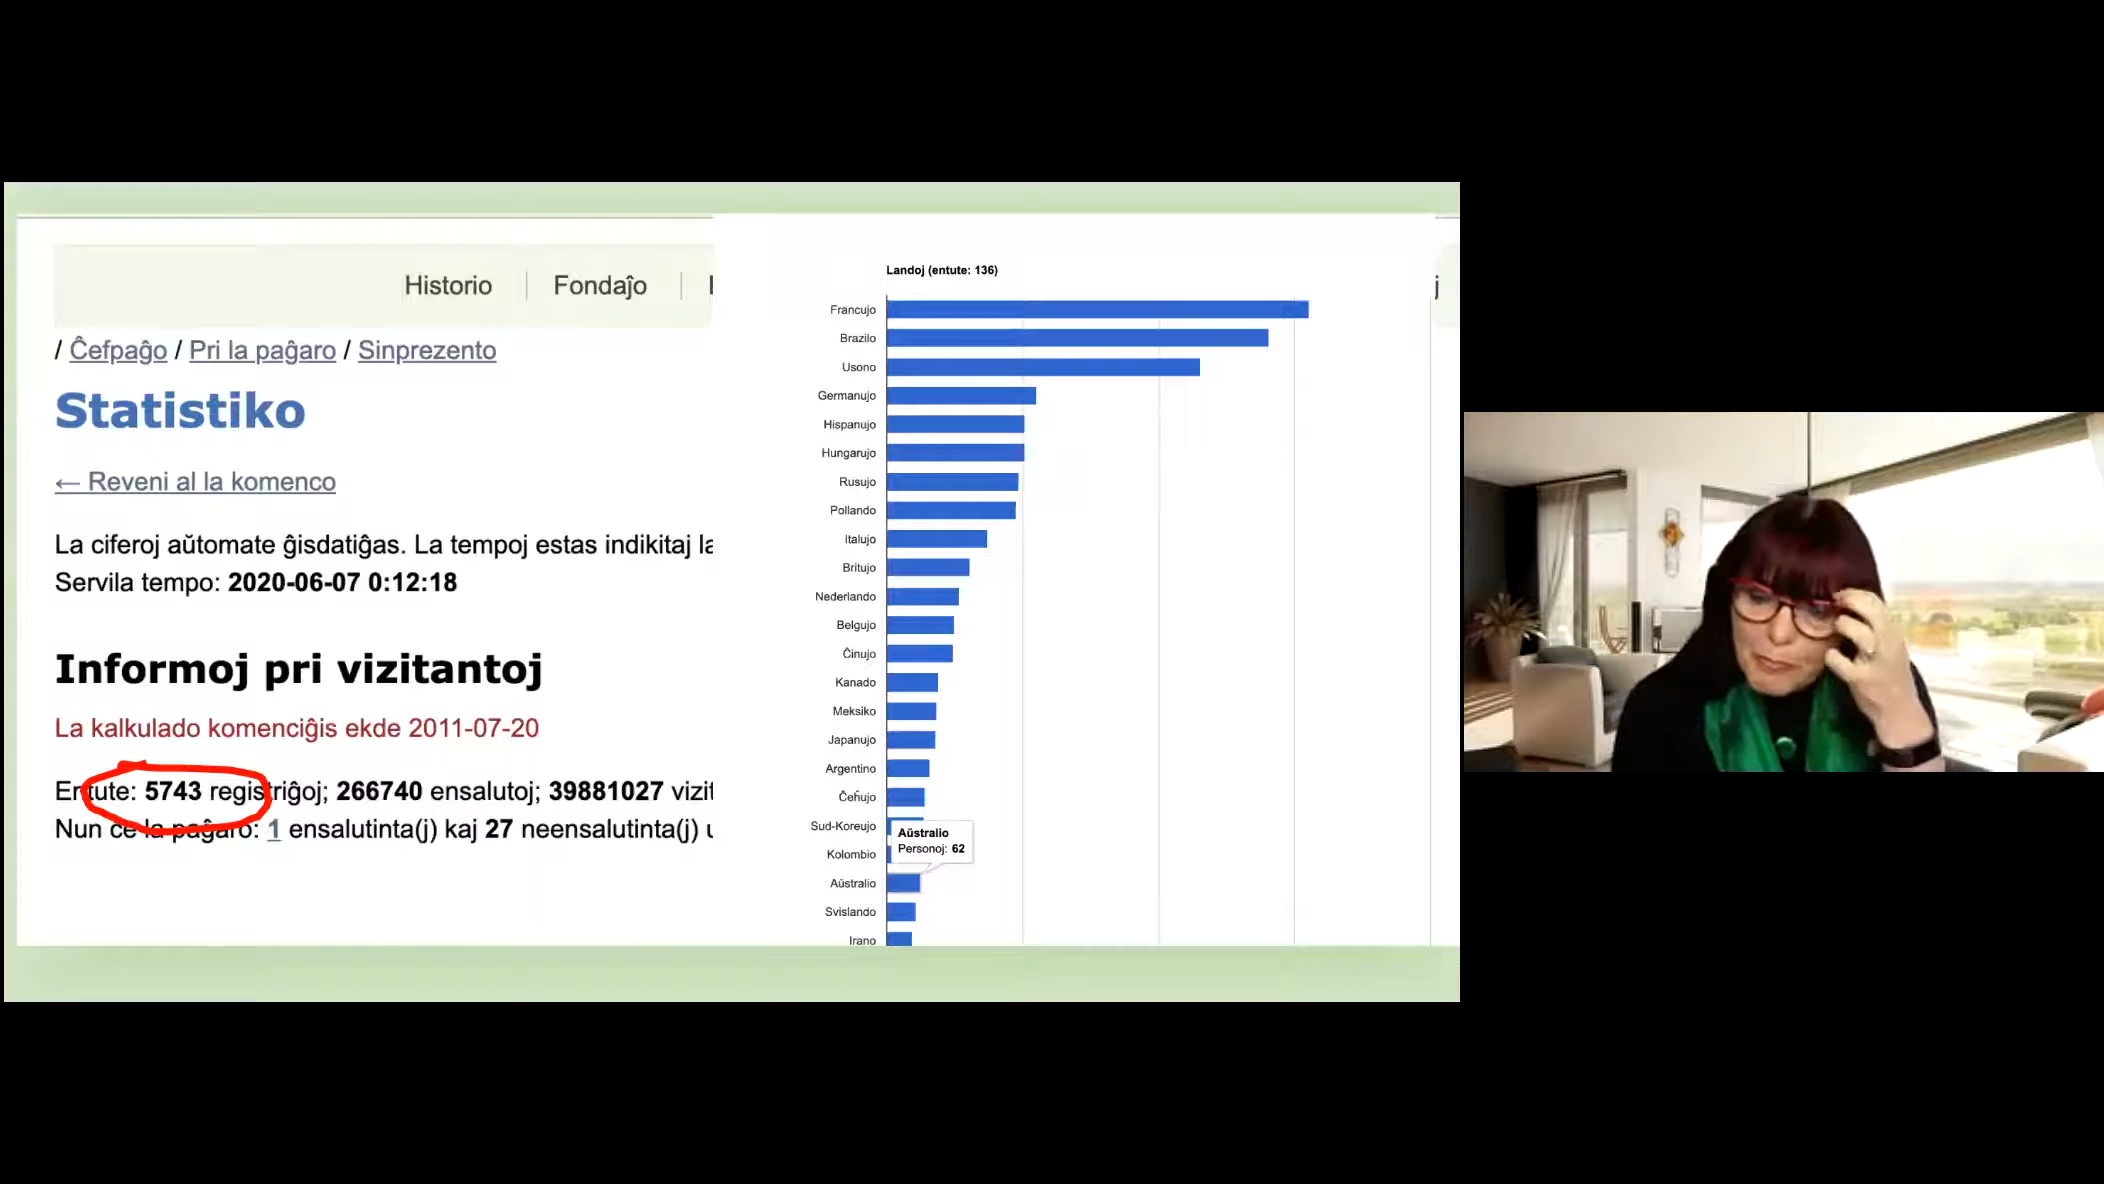 Historio
Fondaĵo
/ Ĉefpaĝo / Pri la paĝaro / Sinprezento
Statistiko
← Reveni al la komenco
La ciferoj aŭtomate ĝisdatiĝas. La tempoj estas indikitaj
Servila tempo: 2020-06-07 0:12:18
Informoj pri vizitantoj
La kalkulado komenciĝis ekde 2011-07-20
Entute: 5743 registriĝoj; 266740 ensalutoj; 39881027
Nun ĉe la paĝaro: 1 ensalutinta(j) kaj 27 neensalutinta(j)
Landoj (entute: 136)
Francujo
Brazilo
Usono
Germanujo
Hispanujo
Hungarujo
Rusujo
Pollando
Italujo
Britujo
Nederlando
Belgujo
Ĉinujo
Kanado
Meksiko
Japanujo
Argentino
Ĉeĥujo
Sud-Koreujo
Kolombio
Aŭstralio
Personoj: 62
Aŭstralio
Svislando
Irano